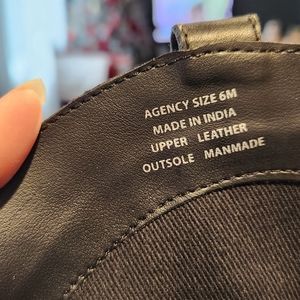 AGENCY SIZE 6M
MADE IN INDIA
UPPER LEATHER
OUTSOLE MANMADE